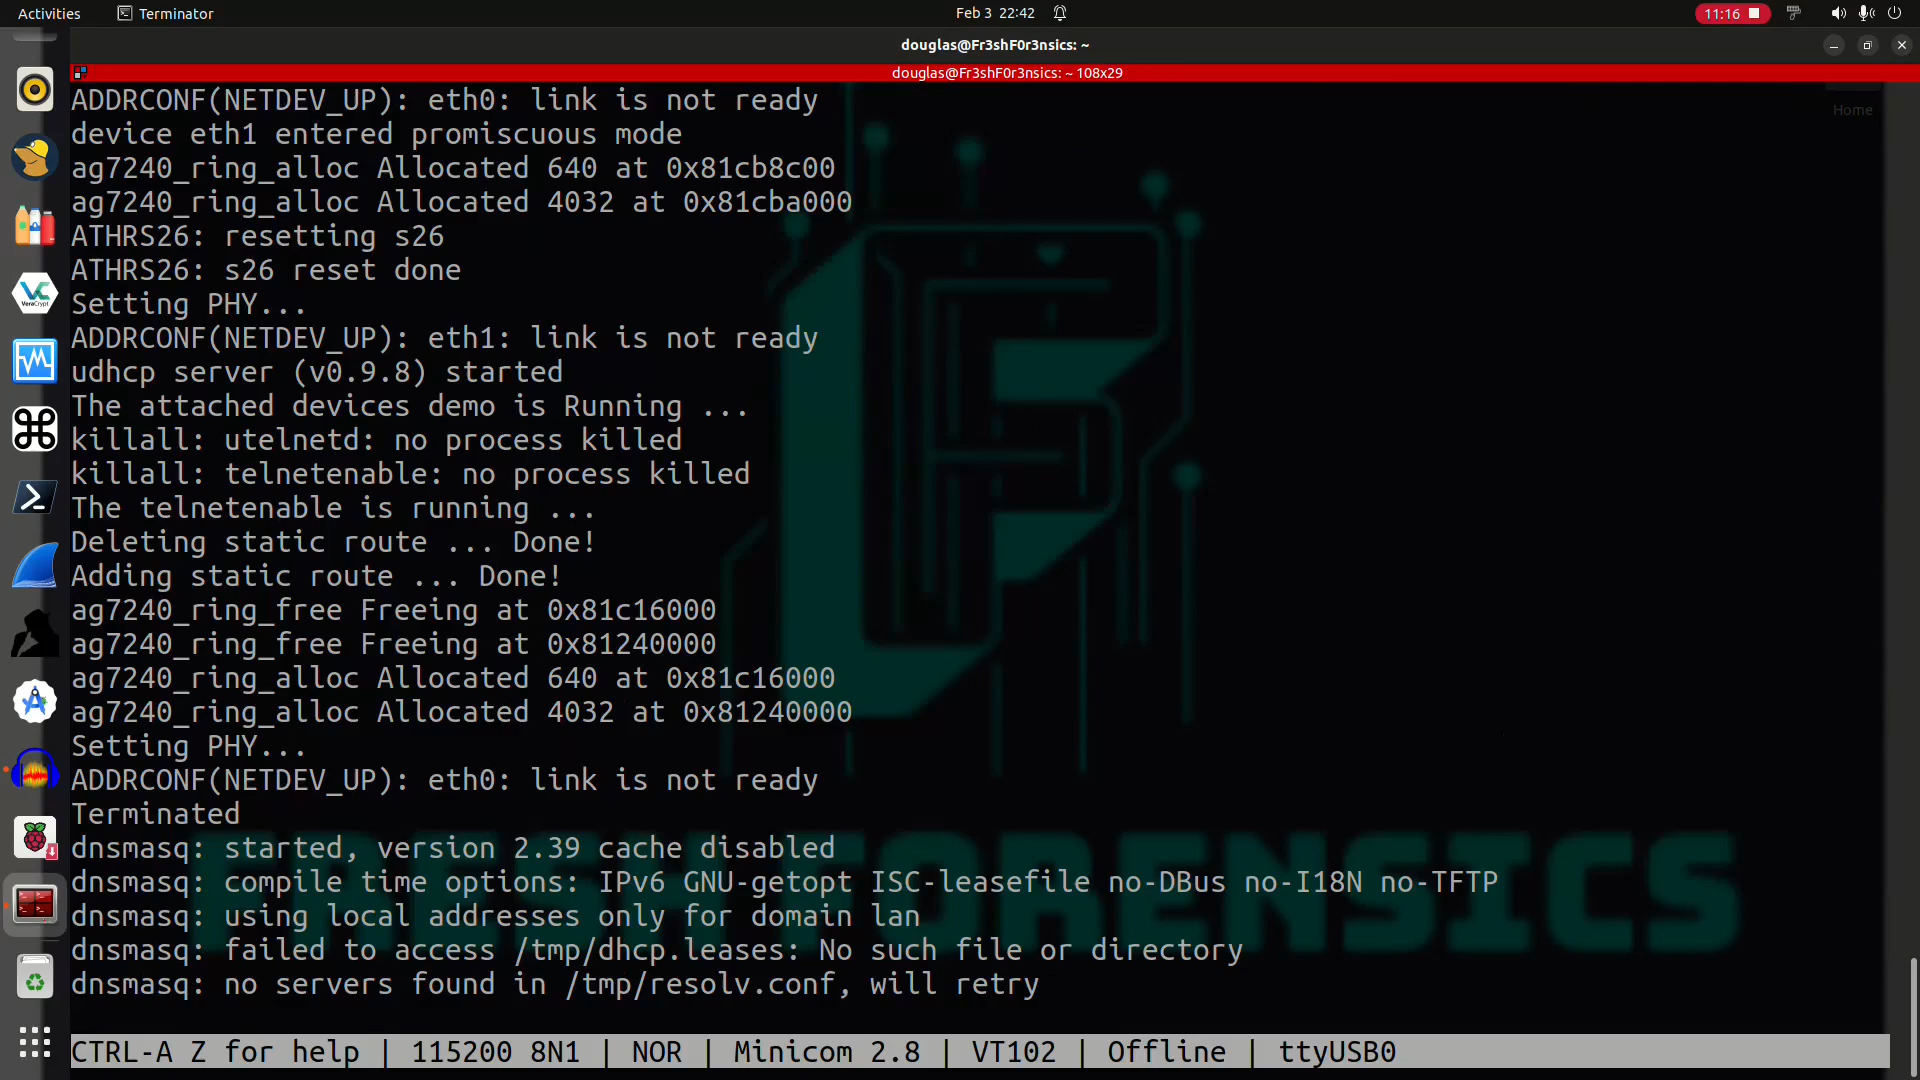 Activities
Terminator
Feb 3 22:42
11:16
douglas@Fr3shF0r3nsics: ~
douglas@Fr3shF0r3nsics: ~ 108x29
Home
ADDRCONF(NETDEV_UP): eth0: link is not ready
device eth1 entered promiscuous mode
ag7240_ring_alloc Allocated 640 at 0x81cb8c00
ag7240_ring_alloc Allocated 4032 at 0x81cba000
ATHRS26: resetting s26
ATHRS26: s26 reset done
Setting PHY...
ADDRCONF(NETDEV_UP): eth1: link is not ready
udhcp server (v0.9.8) started
The attached devices demo is Running ...
killall: utelnetd: no process killed
killall: telnetenable: no process killed
The telnetenable is running ...
Deleting static route ... Done!
Adding static route ... Done!
ag7240_ring_free Freeing at 0x81c16000
ag7240_ring_free Freeing at 0x81240000
ag7240_ring_alloc Allocated 640 at 0x81c16000
ag7240_ring_alloc Allocated 4032 at 0x81240000
Setting PHY...
ADDRCONF(NETDEV_UP): eth0: link is not ready
Terminated
dnsmasq: started, version 2.39 cache disabled
dnsmasq: compile time options: IPv6 GNU-getopt ISC-leasefile no-DBus no-I18N no-TFTP
dnsmasq: using local addresses only for domain lan
dnsmasq: failed to access /tmp/dhcp.leases: No such file or directory
dnsmasq: no servers found in /tmp/resolv.conf, will retry
FRESH FORENSICS
VeraCrypt
CTRL-A Z for help | 115200 8N1 | NOR | Minicom 2.8 | VT102 | Offline | ttyUSB0